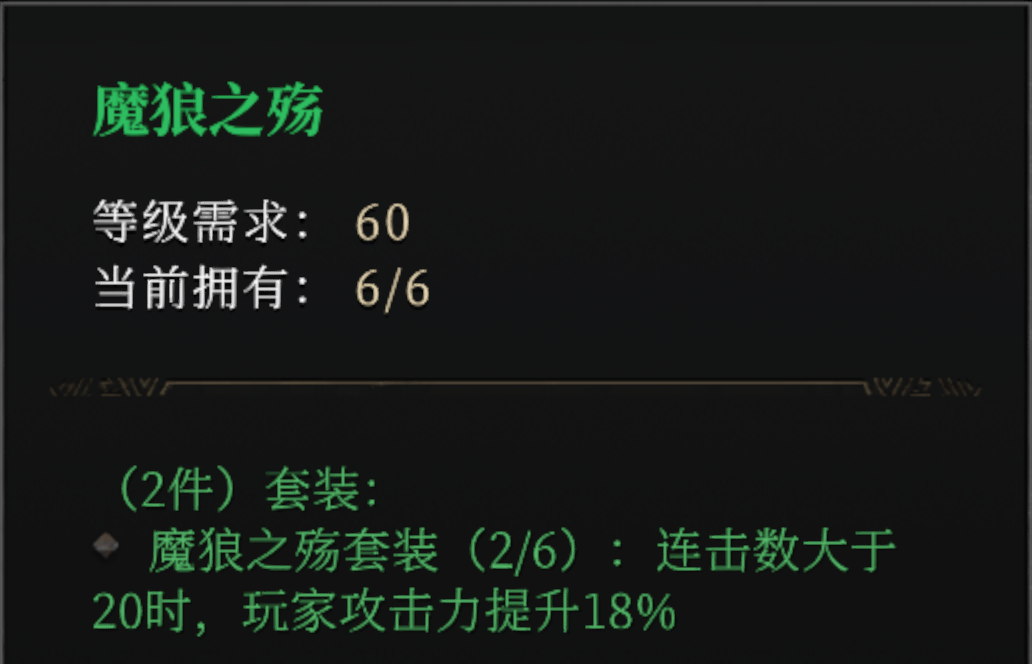 魔狼之殇
等级需求： 60
当前拥有： 6/6
（2件）套装：
魔狼之殇套装（2/6）：连击数大于
20时，玩家攻击力提升18%